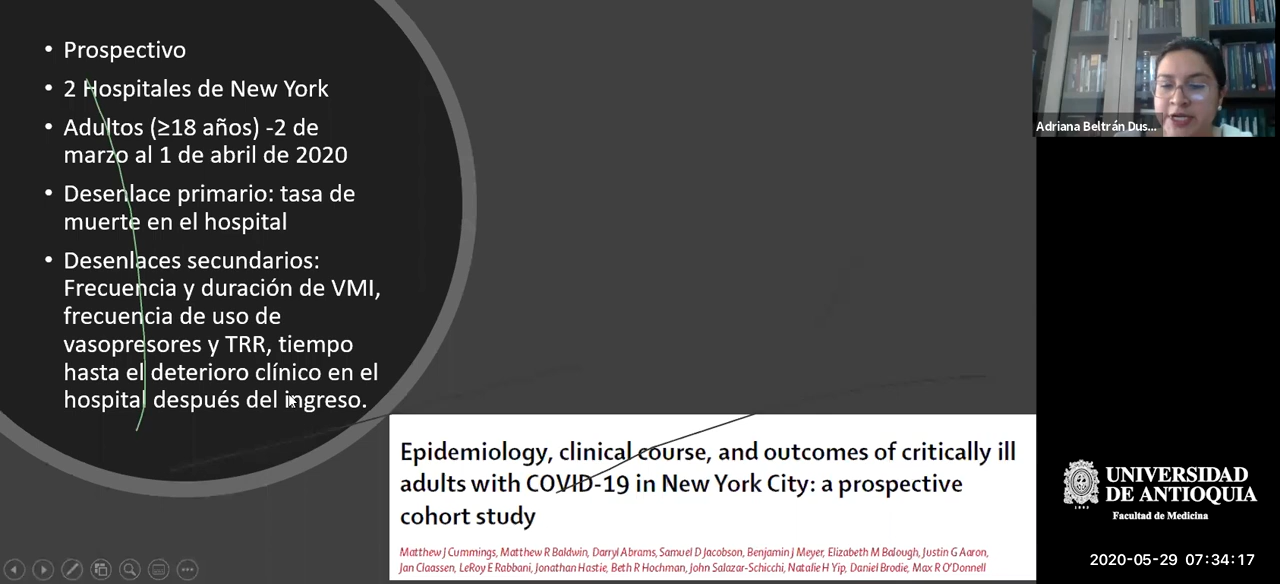 • Prospectivo
• 2 Hospitales de New York
• Adultos (≥18 años) -2 de
marzo al 1 de abril de 2020
• Desenlace primario: tasa de
muerte en el hospital
• Desenlaces secundarios:
Frecuencia y duración de VMI,
frecuencia de uso de
vasopresores y TRR, tiempo
hasta el deterioro clínico en el
hospital después del ingreso.
Epidemiology, clinical course, and outcomes of critically ill
adults with COVID-19 in New York City: a prospective
cohort study
Matthew J Cummings, Matthew R Baldwin, Darryl Abrams, Samuel D Jacobson, Benjamin J Meyer, Elizabeth M Balough, Justin G Aaron,
Jan Claassen, LeRoy E Rabbani, Jonathan Hastie, Beth R Hochman, John Salazar-Schicchi, Natalie H Yip, Daniel Brodie, Max R O'Donnell
Adriana Beltrán Dus...
UNIVERSIDAD
DE ANTIOQUIA
1803
Facultad de Medicina
2020-05-29 07:34:17